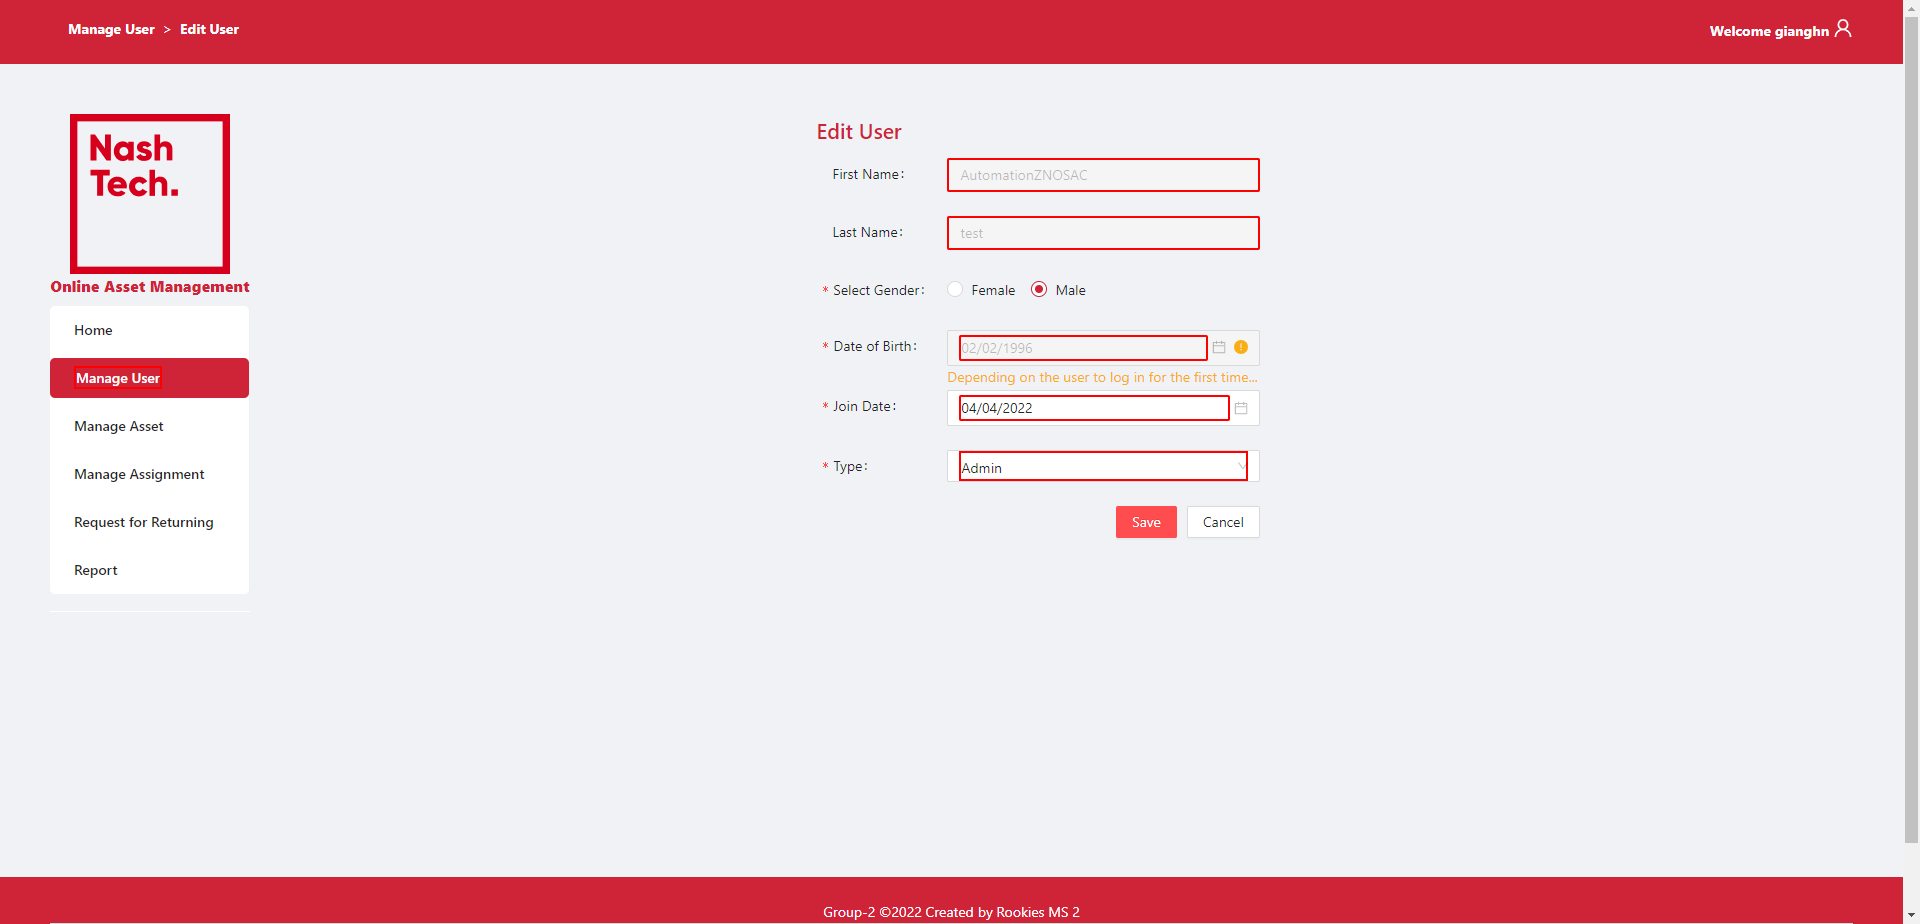 Manage User > Edit User
Welcome gianghn
Nash
Tech.
Online Asset Management
Home
Manage User
Manage Asset
Manage Assignment
Request for Returning
Report
Edit User
First Name:
AutomationZNOSAC
Last Name:
test
* Select Gender:
Female
Male
* Date of Birth:
02/02/1996
Depending on the user to log in for the first time...
* Join Date:
04/04/2022
* Type:
Admin
Save
Cancel
Group-2 ©2022 Created by Rookies MS 2